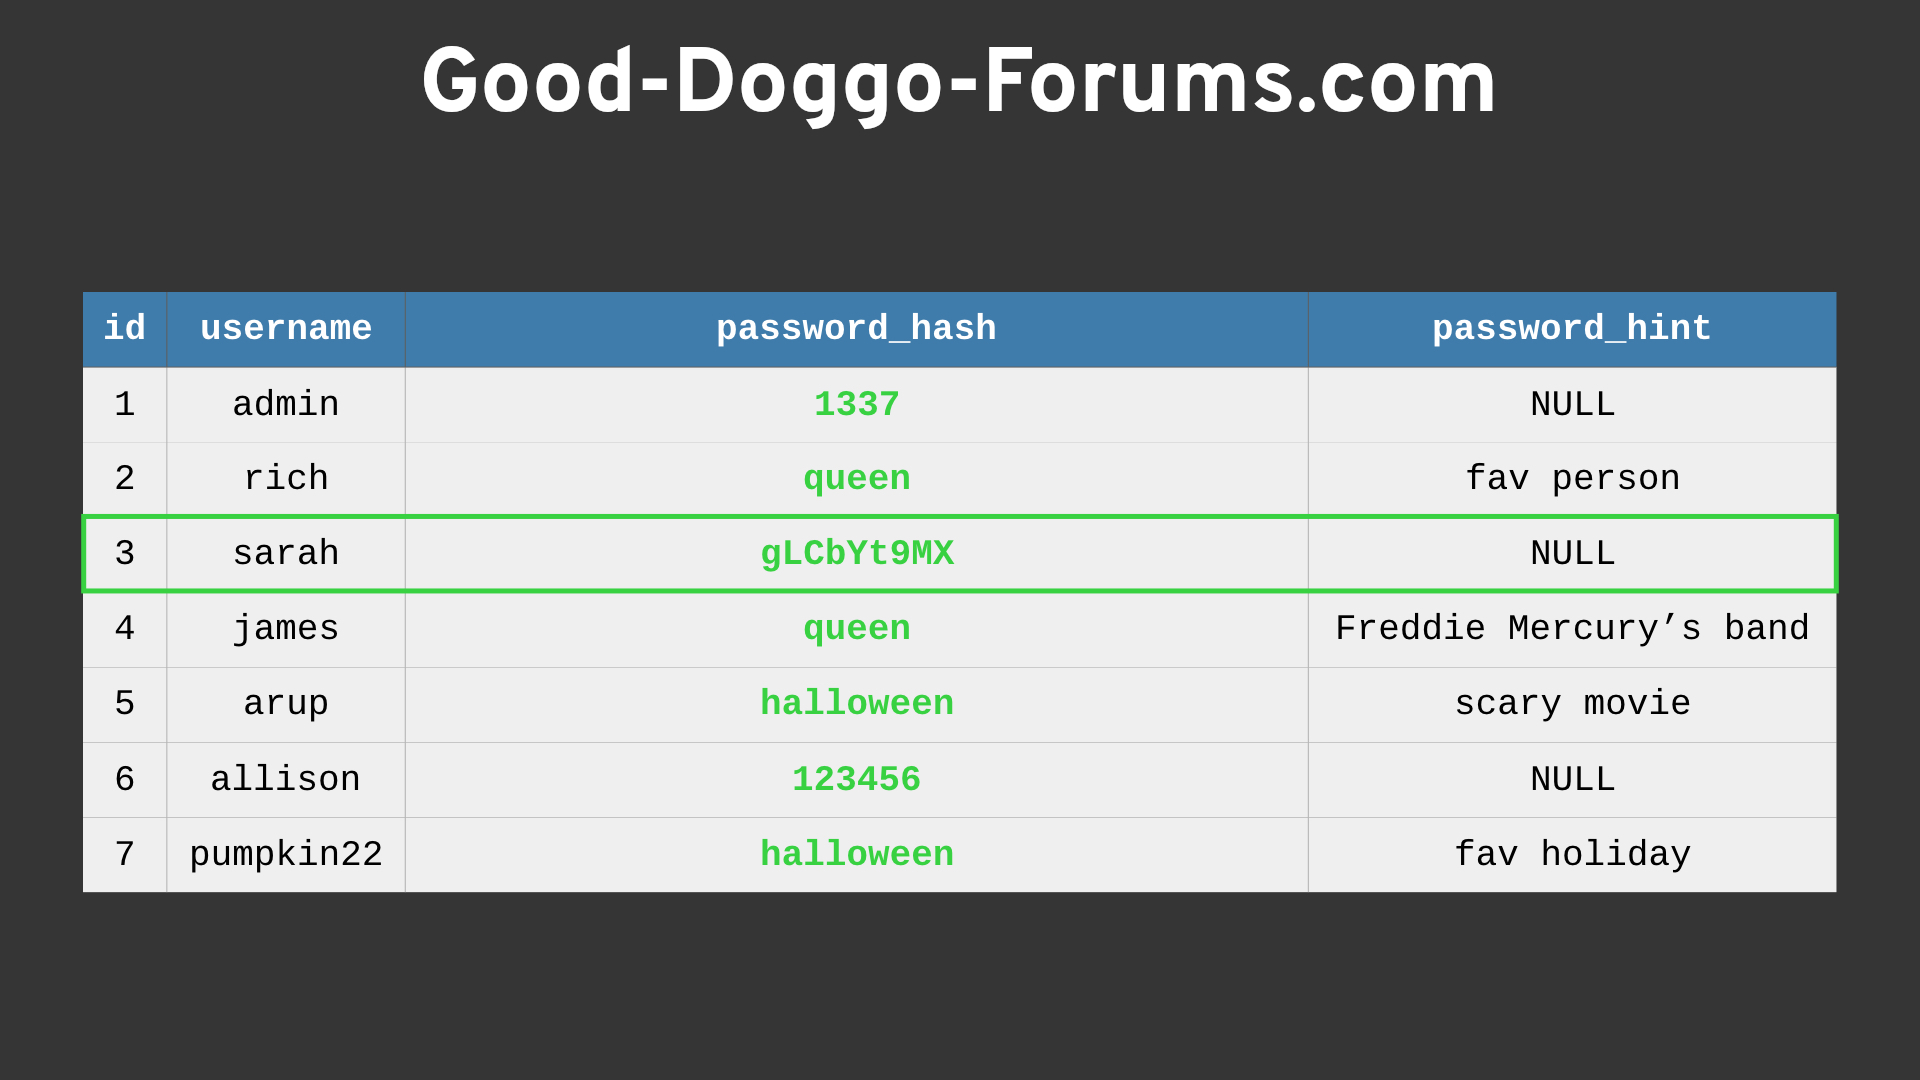 Good-Doggo-Forums.com
id username password_hash password_hint
1 admin 1337 NULL
2 rich queen fav person
3 sarah gLCbYt9MX NULL
4 james queen Freddie Mercury’s band
5 arup halloween scary movie
6 allison 123456 NULL
7 pumpkin22 halloween fav holiday